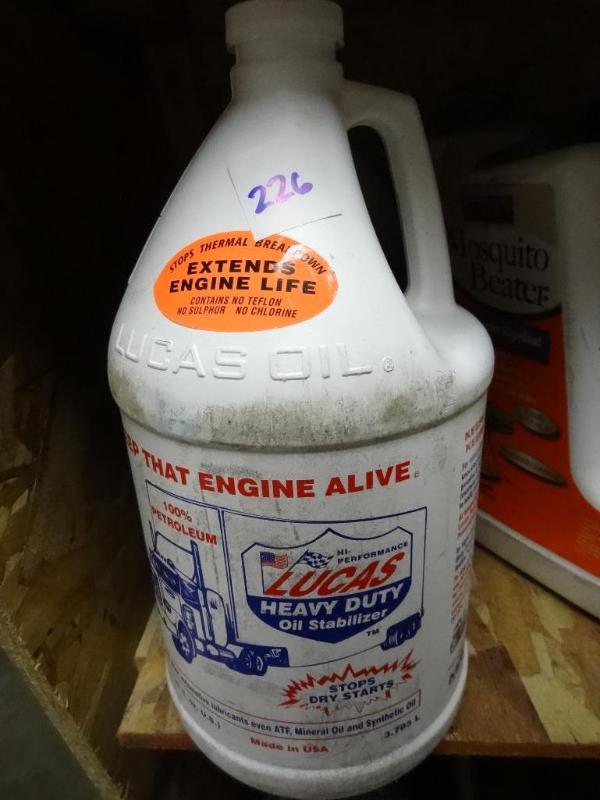 226
STOPS THERMAL BREAKDOWN
EXTENDS
ENGINE LIFE
CONTAINS NO TEFLON
NO SULPHUR NO CHLORINE
LUCAS OIL®
THAT ENGINE ALIVE
100%
PETROLEUM
HI-
PERFORMANCE
LUCAS
HEAVY DUTY
Oil Stabilizer
TM
STOPS
DRY STARTS
lubricants even ATF, Mineral Oil and Synthetic Oil
U.S.)
Made in USA
3.785 L
Mosquito
Beater